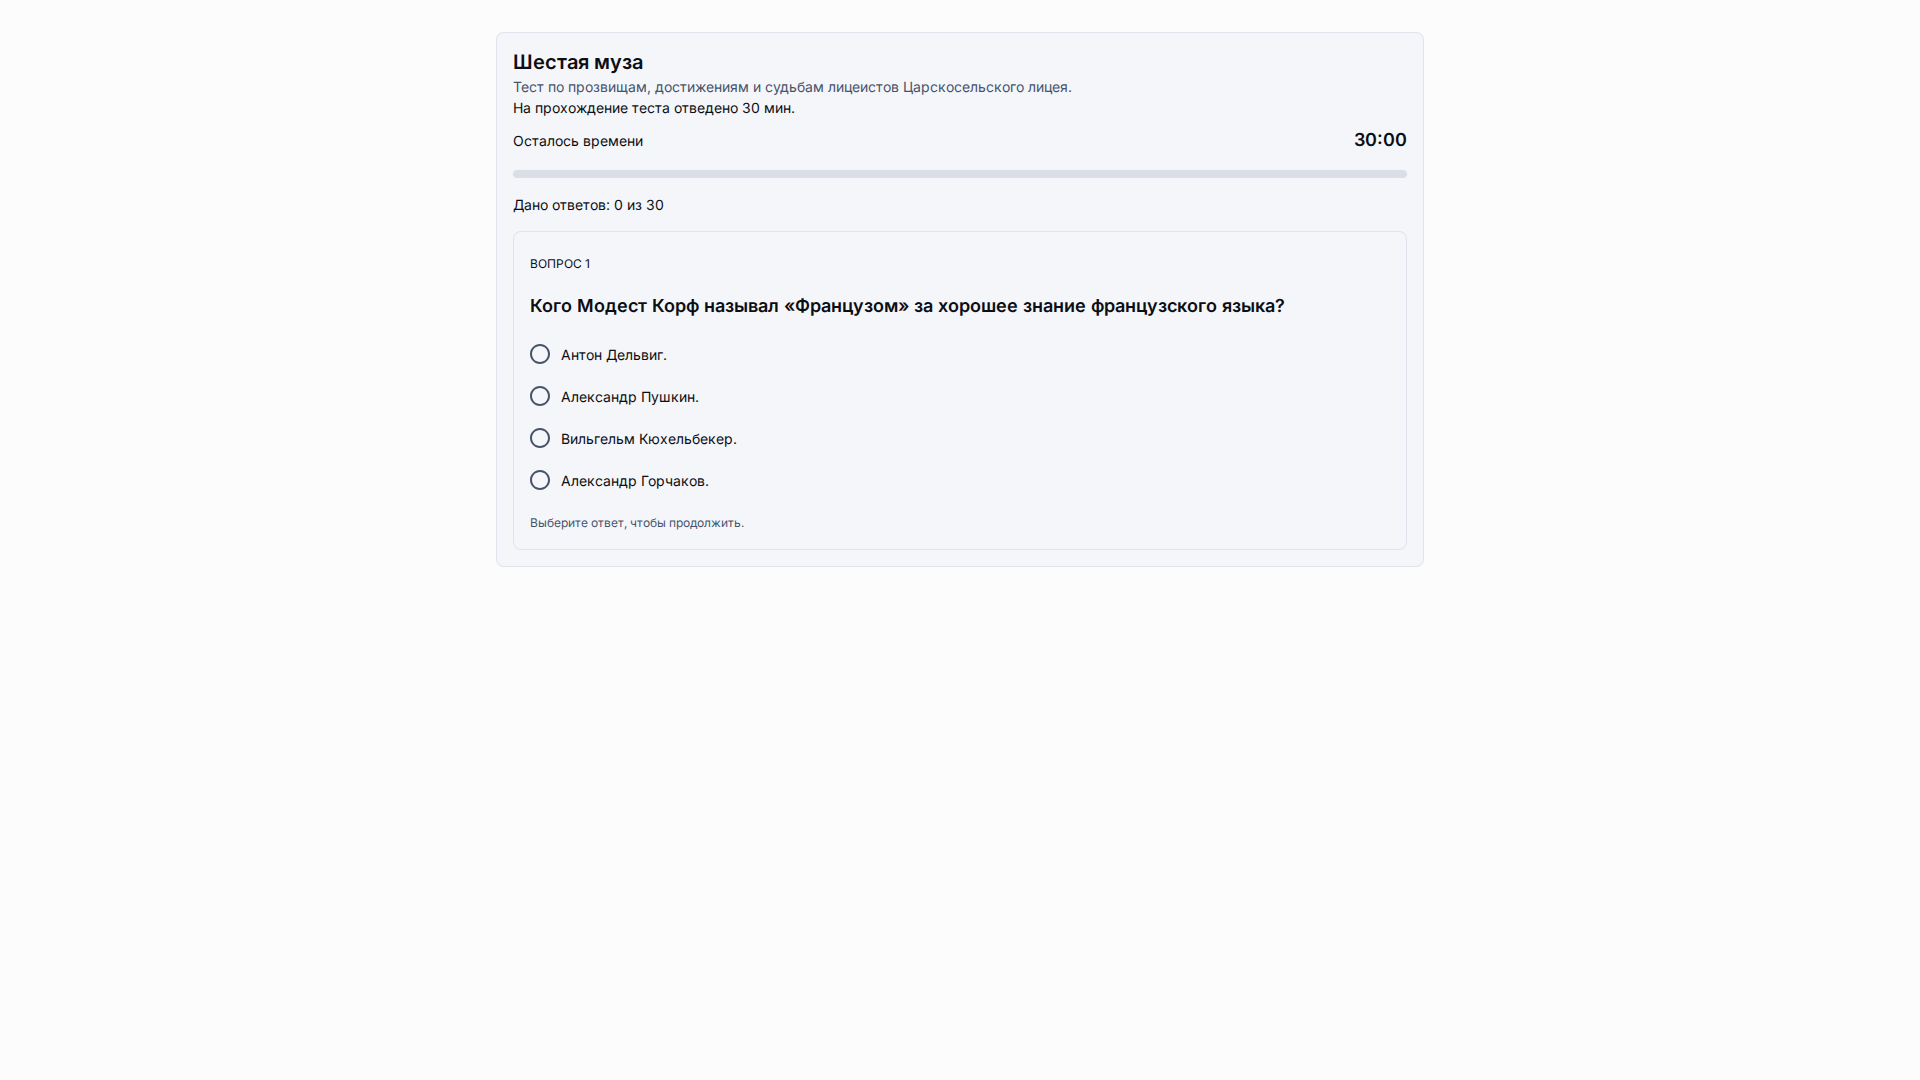 Шестая муза
Тест по прозвищам, достижениям и судьбам лицеистов Царскосельского лицея.
На прохождение теста отведено 30 мин.
Осталось времени
30:00
Дано ответов: 0 из 30
ВОПРОС 1
Кого Модест Корф называл «Французом» за хорошее знание французского языка?
Антон Дельвиг.
Александр Пушкин.
Вильгельм Кюхельбекер.
Александр Горчаков.
Выберите ответ, чтобы продолжить.